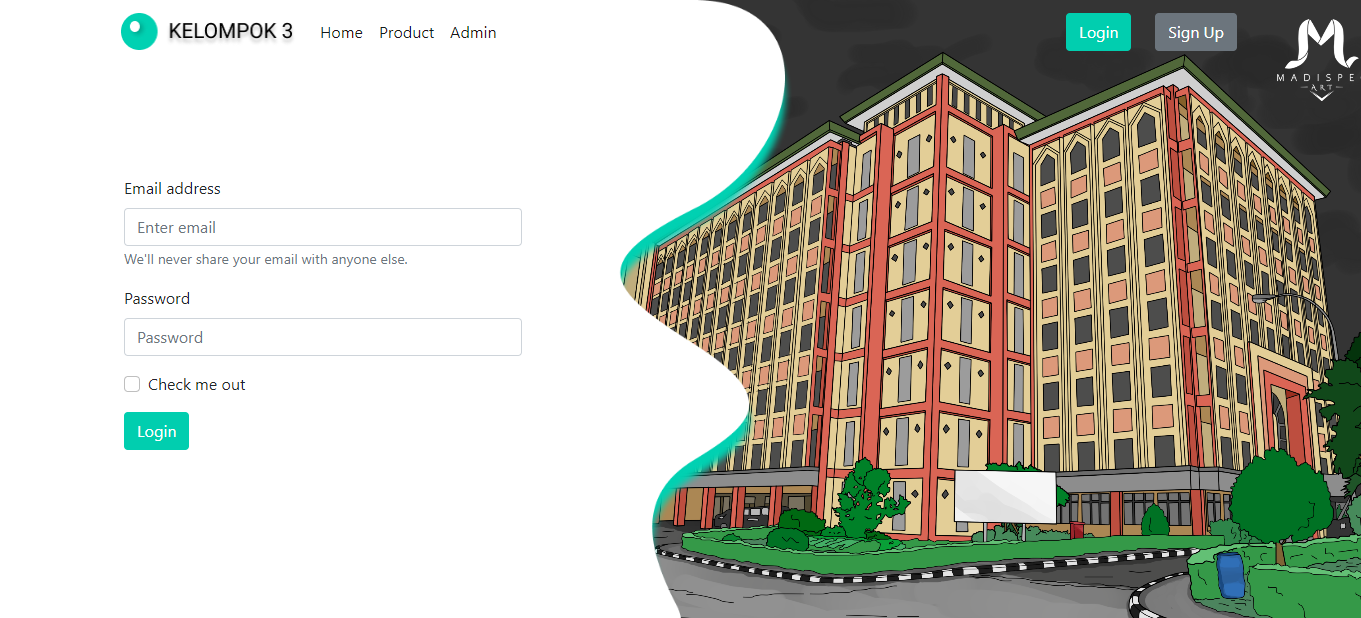 KELOMPOK 3 Home Product Admin Login Sign Up
MADISPE
ART
Email address
Enter email
We'll never share your email with anyone else.
Password
Password
Check me out
Login